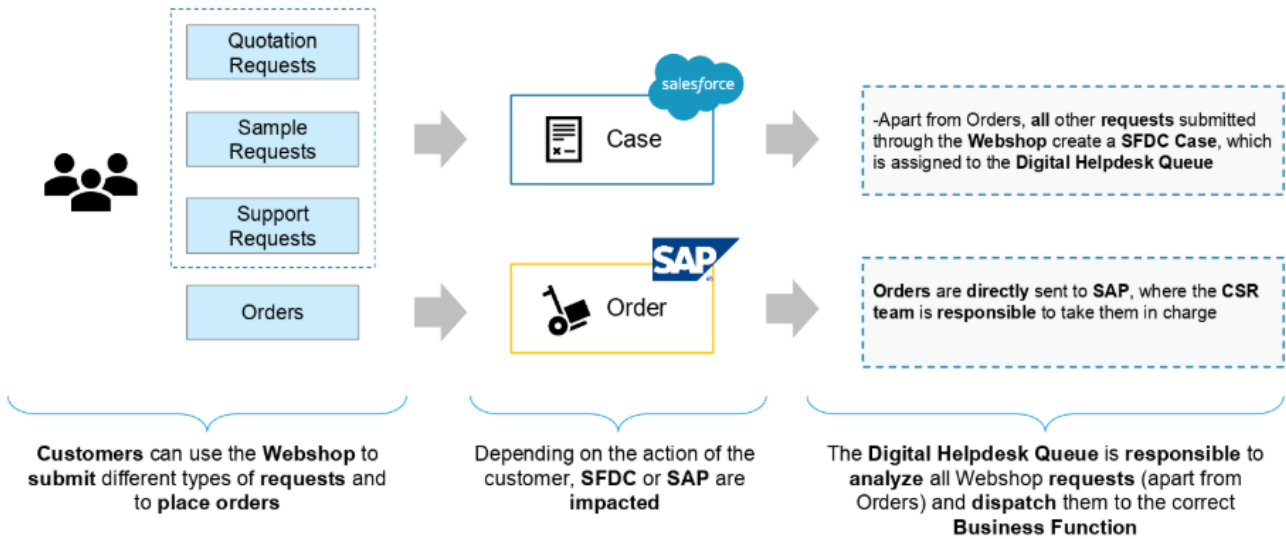 Quotation
Requests
Sample
Requests
Support
Requests
Orders
salesforce
Case
SAP
Order
-Apart from Orders, all other requests submitted
through the Webshop create a SFDC Case, which
is assigned to the Digital Helpdesk Queue
Orders are directly sent to SAP, where the CSR
team is responsible to take them in charge
Customers can use the Webshop to
submit different types of requests and
to place orders
Depending on the action of the
customer, SFDC or SAP are
impacted
The Digital Helpdesk Queue is responsible to
analyze all Webshop requests (apart from
Orders) and dispatch them to the correct
Business Function